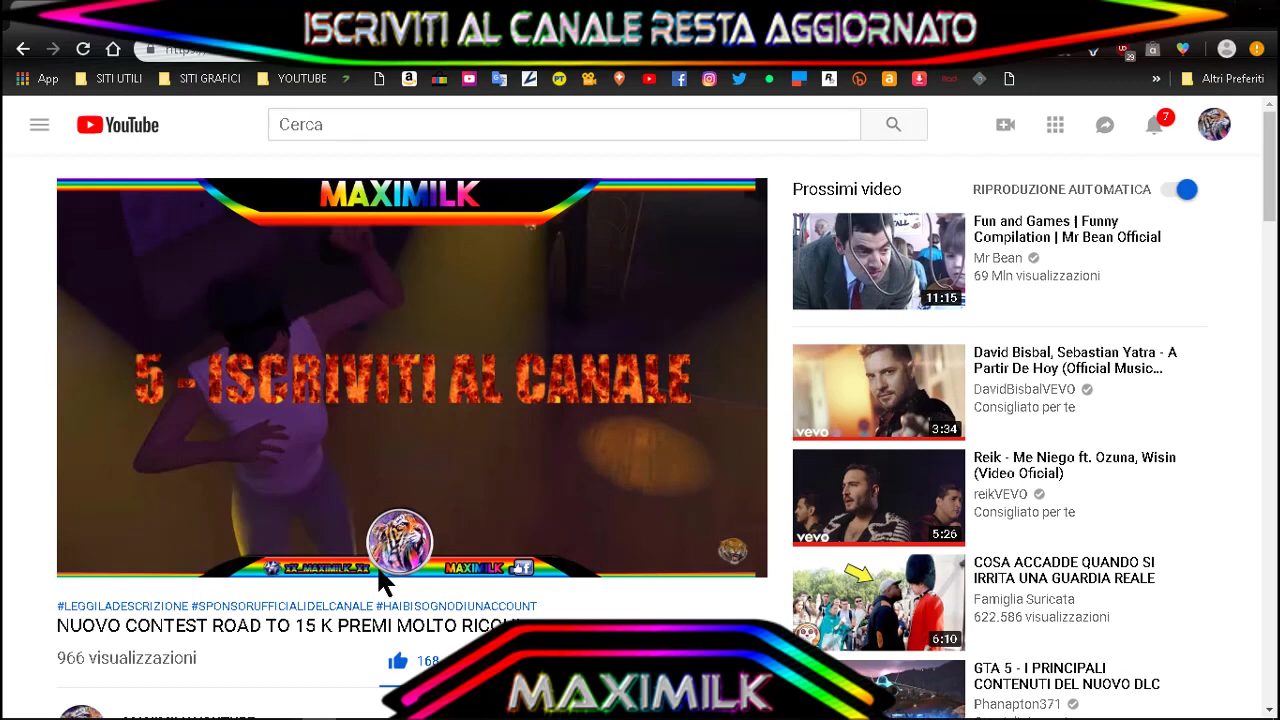 ISCRIVITI AL CANALE RESTA AGGIORNATO
29
App SITI UTILI SITI GRAFICI YOUTUBE Altri Preferiti
YouTube
Cerca
7
MAXIMILK
5 - ISCRIVITI AL CANALE
XX_MAXIMILK_XX MAXIMILK
#LEGGILADESCRIZIONE #SPONSORUFFICIALIDELCANALE #HAIBISOGNODIUNACCOUNT
NUOVO CONTEST ROAD TO 15 K PREMI MOLTO
966 visualizzazioni
168
MAXIMILK
Prossimi video
RIPRODUZIONE AUTOMATICA
Fun and Games | Funny
Compilation | Mr Bean Official
Mr Bean
69 Mln visualizzazioni
11:15
David Bisbal, Sebastian Yatra - A
Partir De Hoy (Official Music...
DavidBisbalVEVO
Consigliato per te
vevo
3:34
Reik - Me Niego ft. Ozuna, Wisin
(Video Oficial)
reikVEVO
Consigliato per te
vevo
5:26
COSA ACCADDE QUANDO SI
IRRITA UNA GUARDIA REALE
Famiglia Suricata
622.586 visualizzazioni
6:10
GTA 5 - I PRINCIPALI
CONTENUTI DEL NUOVO DLC
Phanapton371